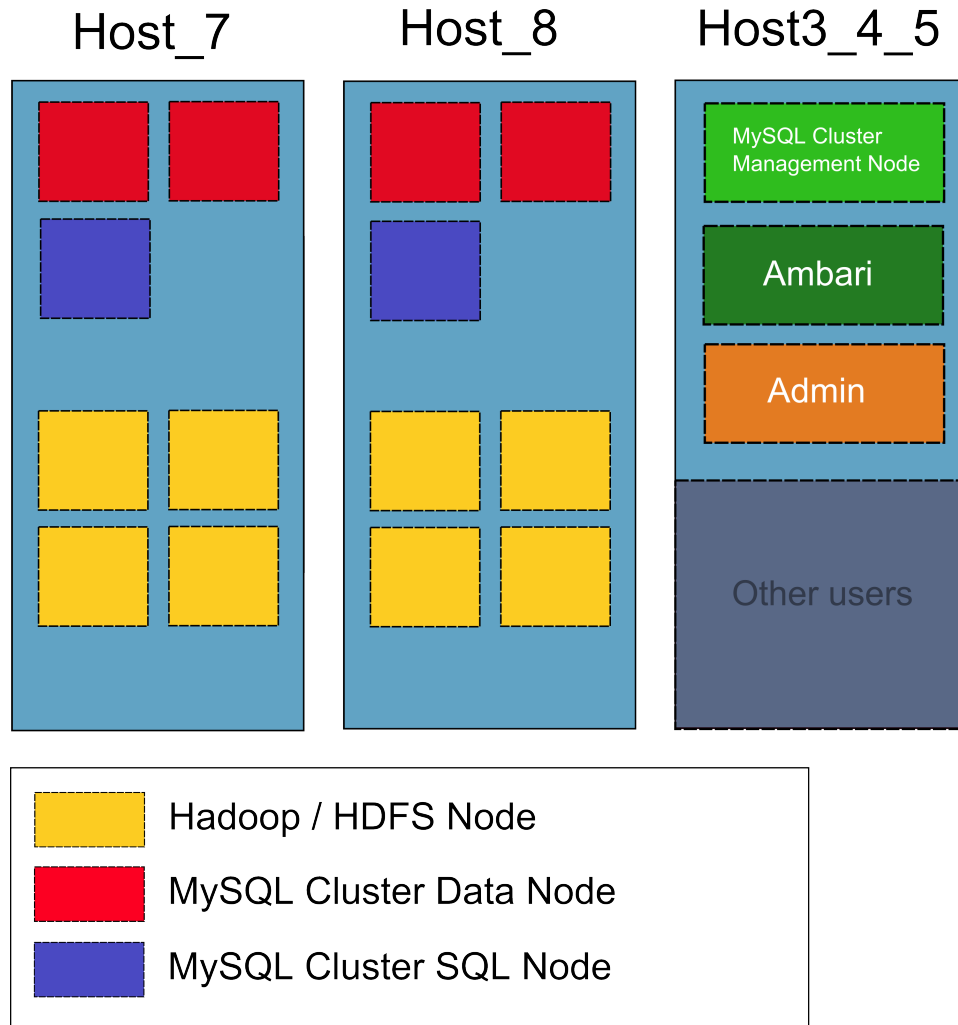 Host_7
Host_8
Host3_4_5
MySQL Cluster
Management Node
Ambari
Admin
Other users
Hadoop / HDFS Node
MySQL Cluster Data Node
MySQL Cluster SQL Node